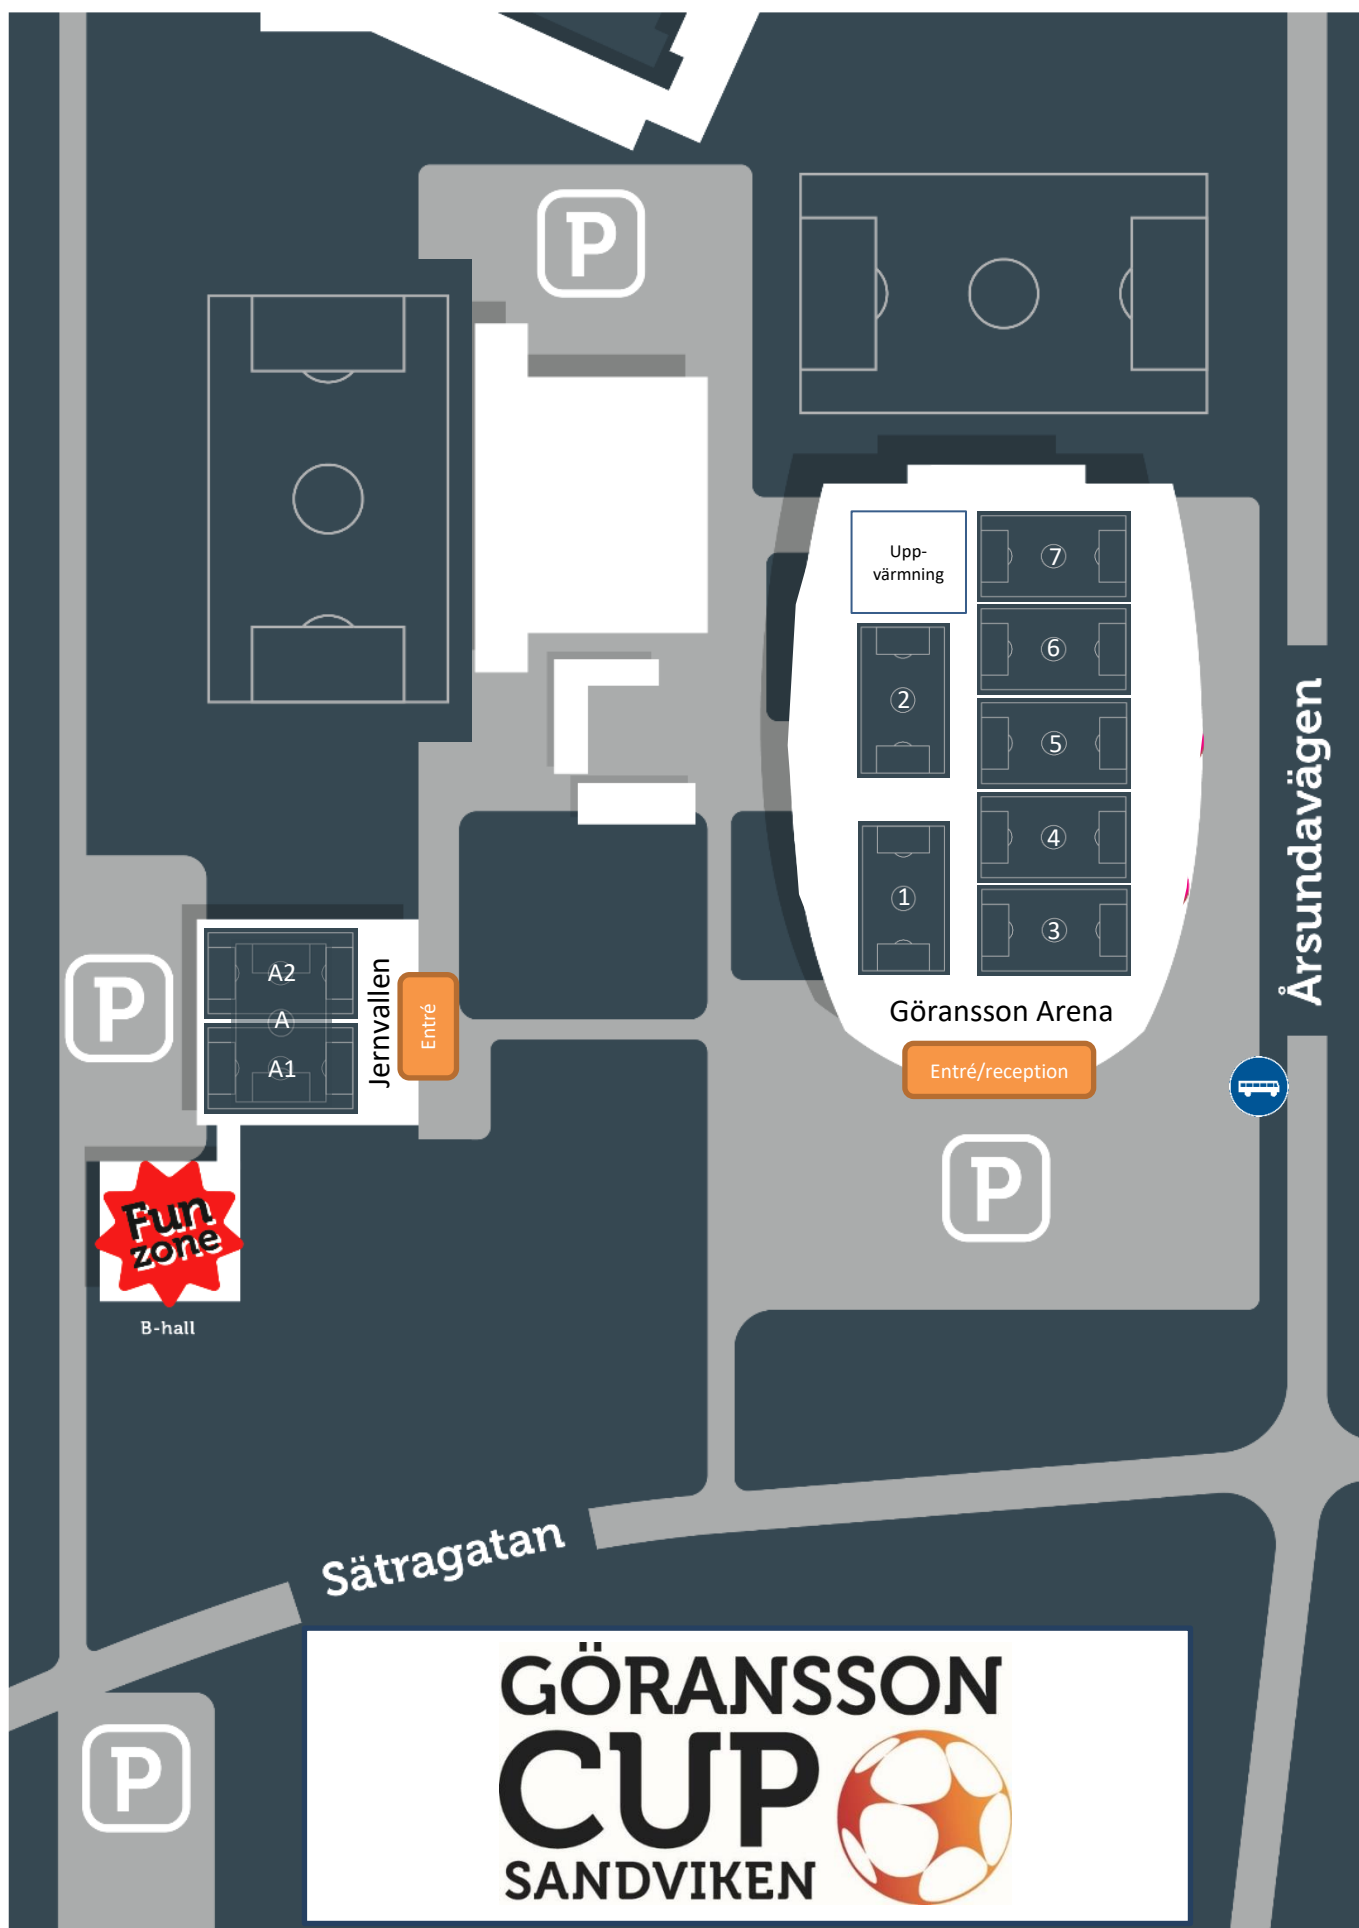 P
Upp-
värmning
7
6
2
5
4
1
3
Årsundavägen
Göransson Arena
Entré/reception
P
A2
A
A1
Jernvallen
Entré
P
Fun
zone
B-hall
P
Sätragatan
GÖRANSSON
CUP
SANDVIKEN
P